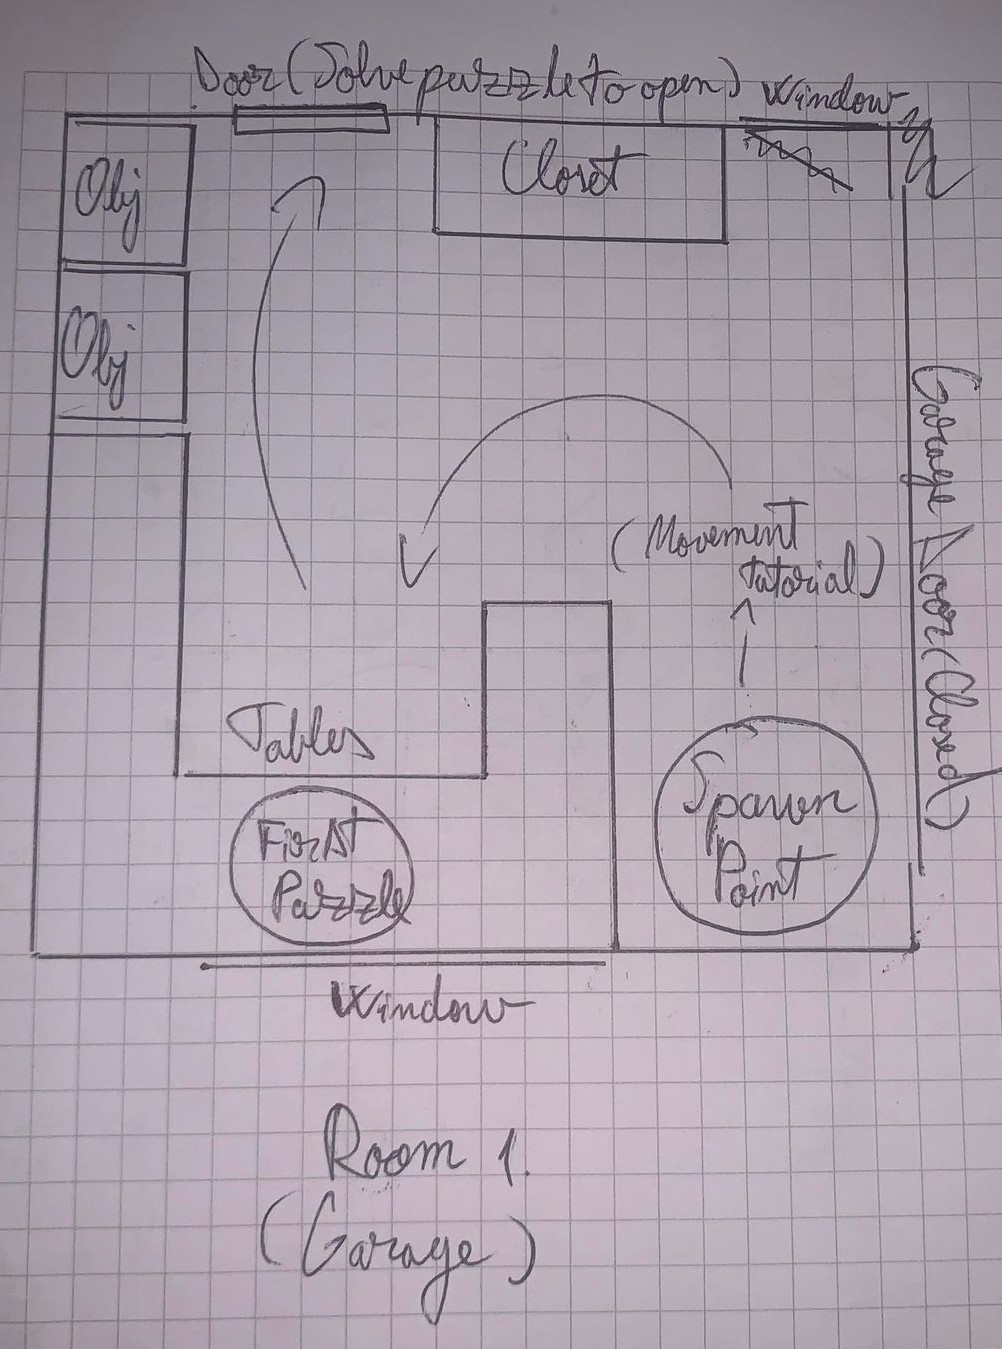 Door (Solve puzzle to open)
Window
Closet
Obj
Obj
(Movement
tutorial)
Garage Door (Closed)
Tables
First
Puzzle
Spawn
Point
Window
Room 1.
(Garage)